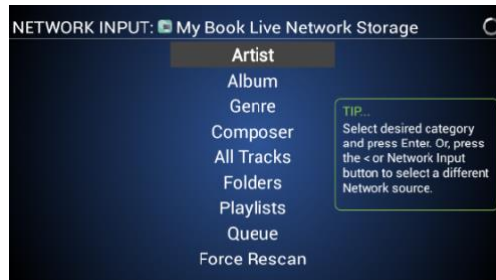 NETWORK INPUT: My Book Live Network Storage
Artist
Album
Genre
Composer
All Tracks
Folders
Playlists
Queue
Force Rescan
TIP...
Select desired category
and press Enter. Or, press
the < or Network Input
button to select a different
Network source.